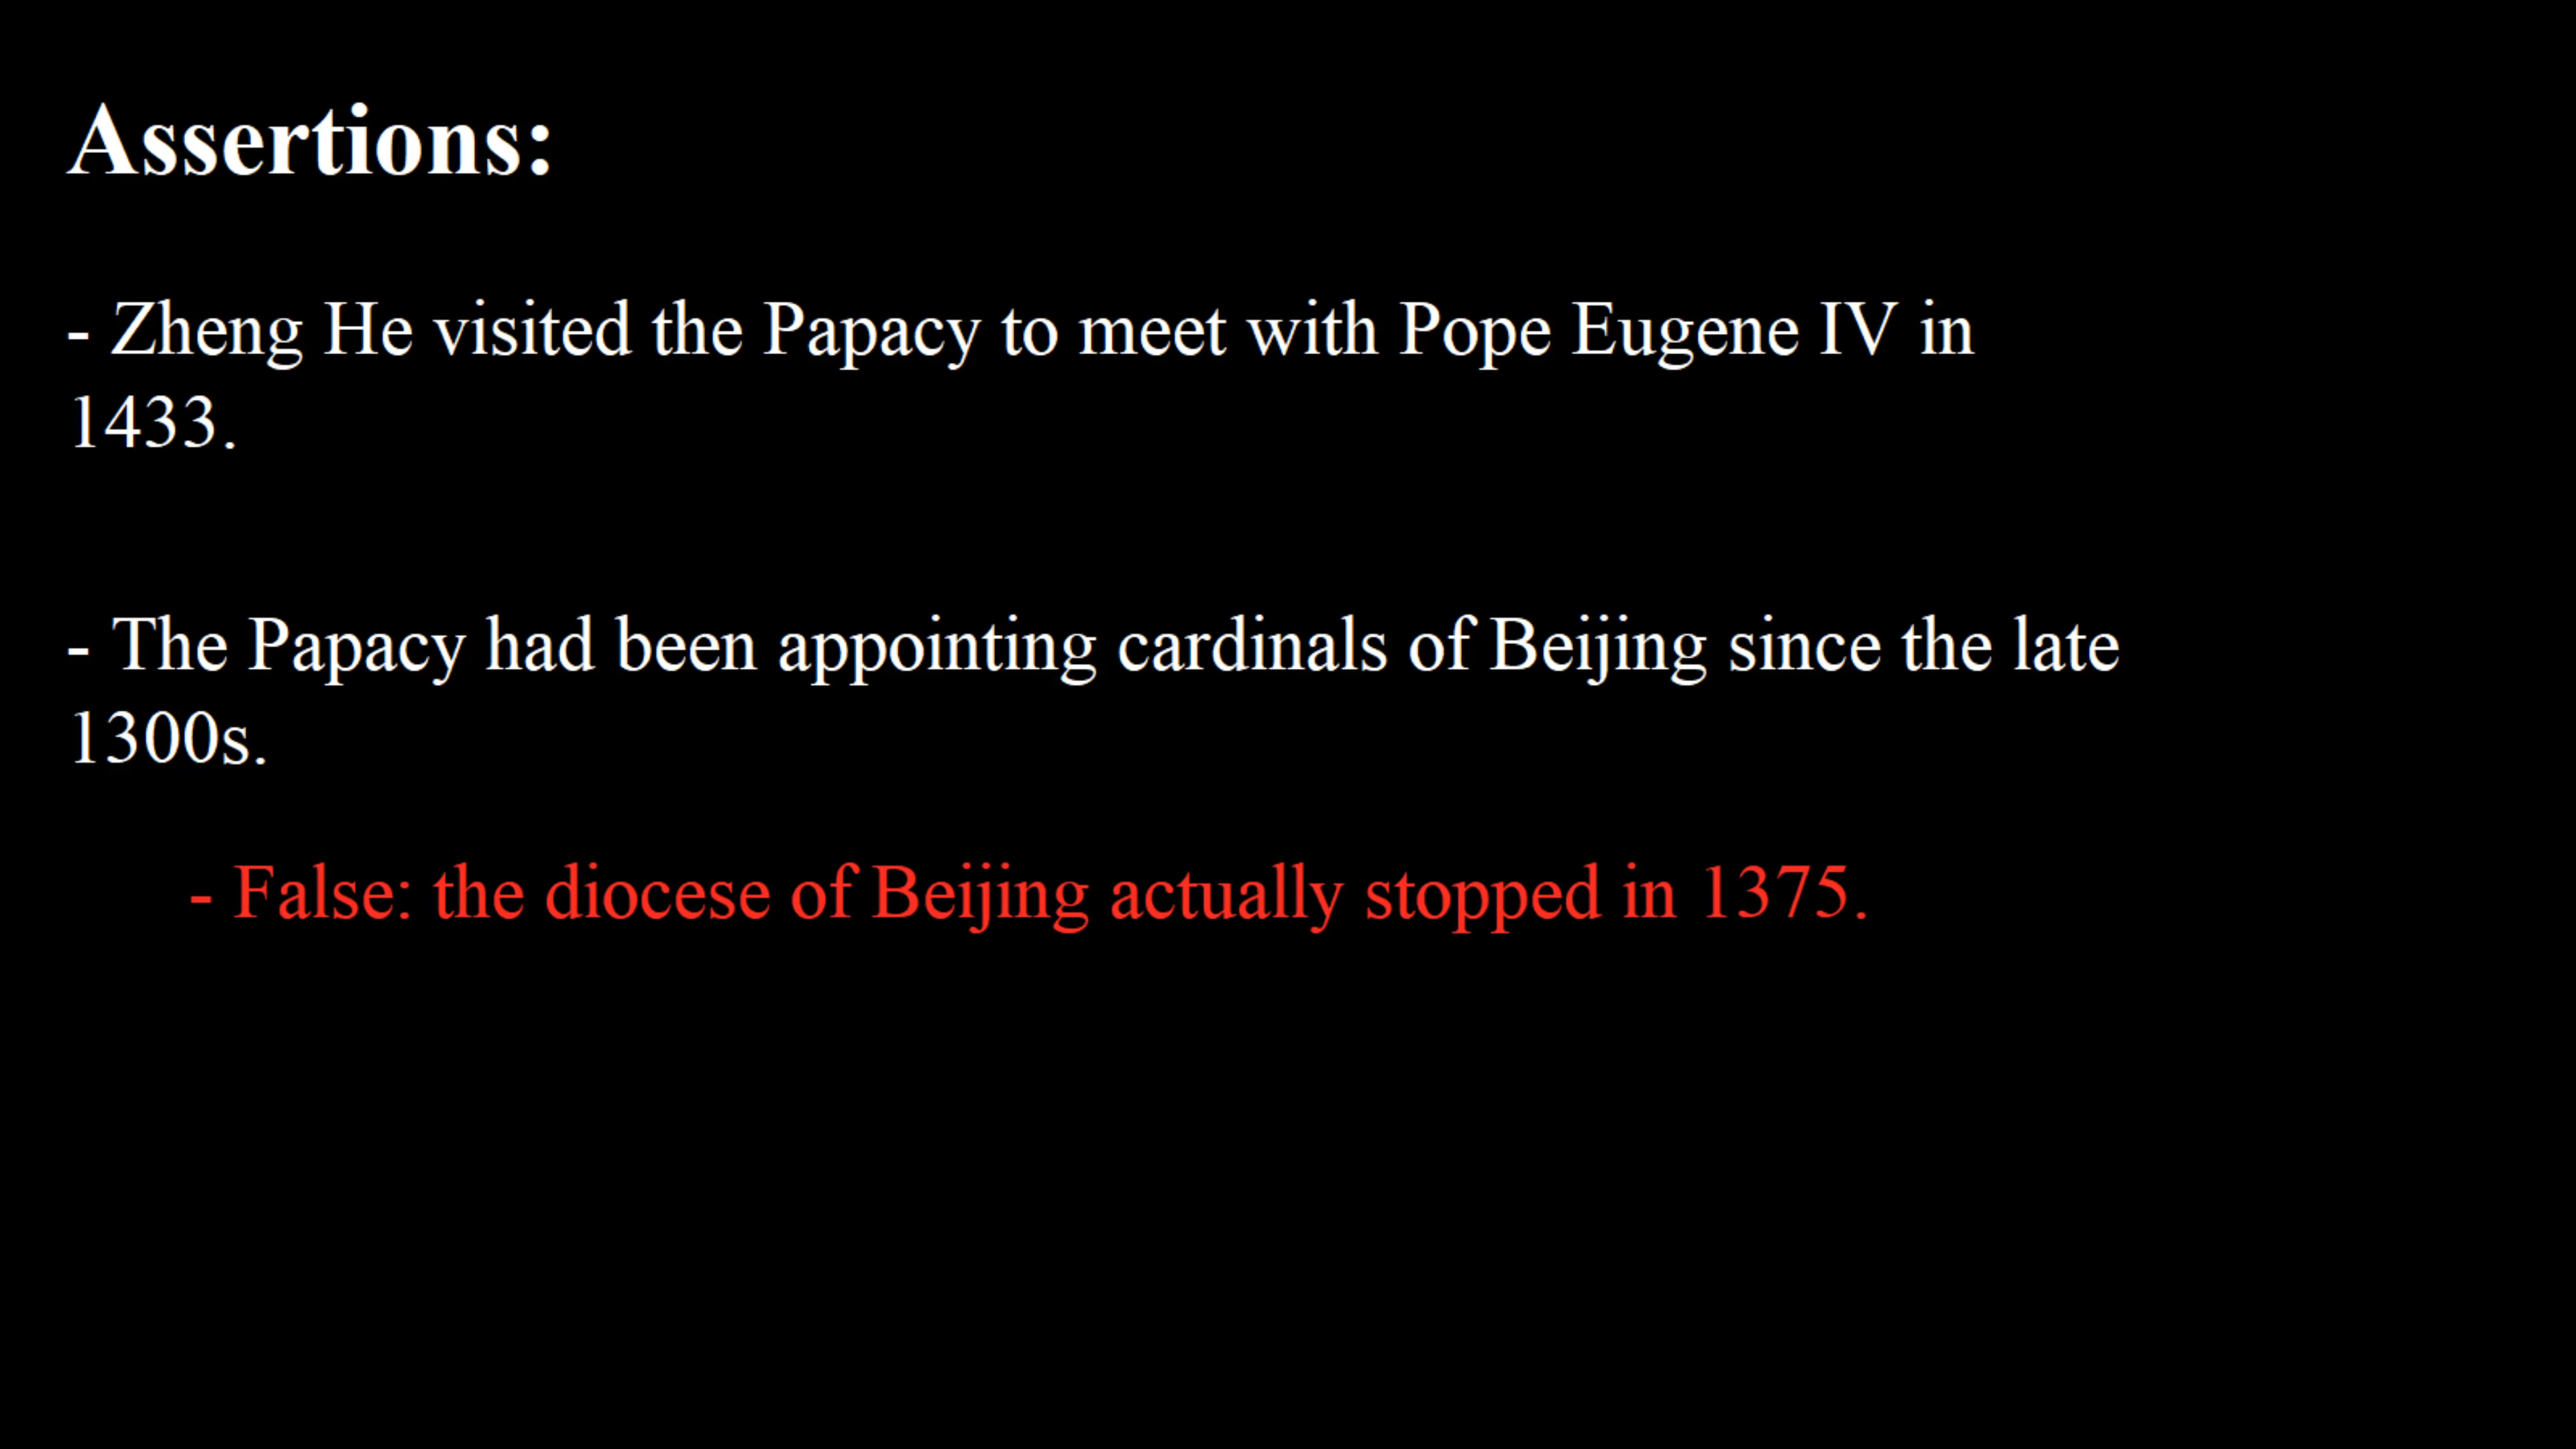 Assertions:
- Zheng He visited the Papacy to meet with Pope Eugene IV in
1433.
- The Papacy had been appointing cardinals of Beijing since the late
1300s.
- False: the diocese of Beijing actually stopped in 1375.